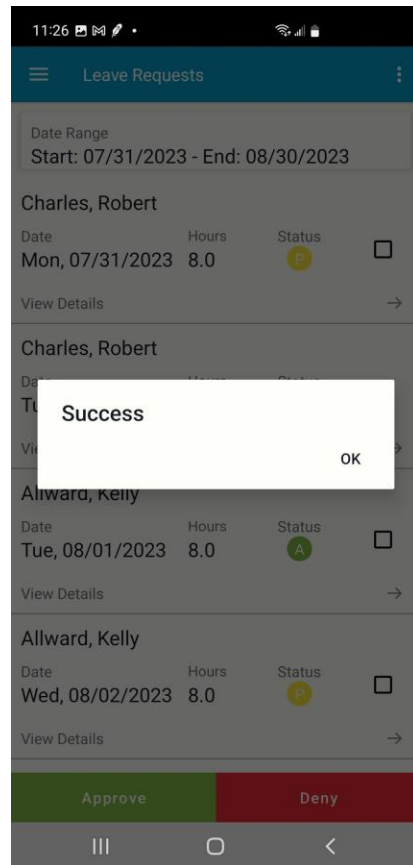 11:26
Leave Requests
Date Range
Start: 07/31/2023 - End: 08/30/2023
Charles, Robert
Date Hours Status
Mon, 07/31/2023 8.0 P
View Details
Charles, Robert
Success
OK
Allward, Kelly
Date Hours Status
Tue, 08/01/2023 8.0 A
View Details
Allward, Kelly
Date Hours Status
Wed, 08/02/2023 8.0 P
View Details
Approve Deny